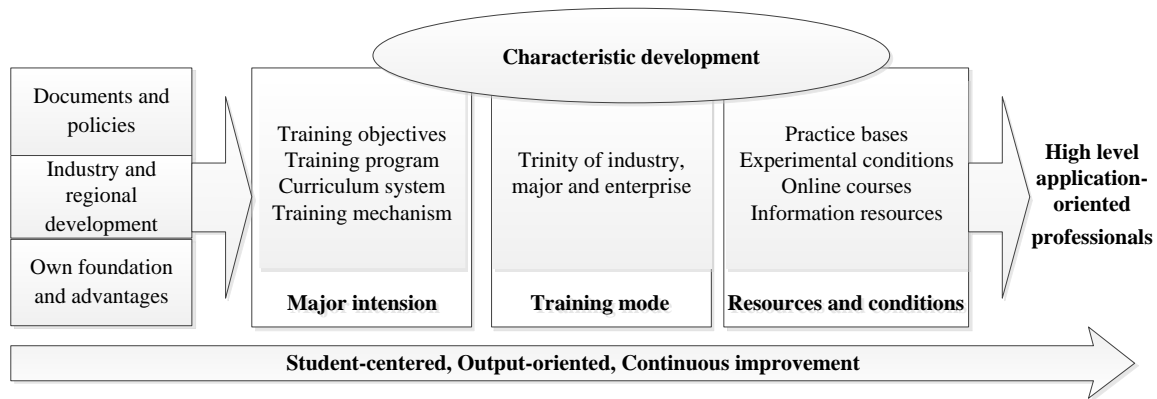 Characteristic development
Documents and
policies
Industry and
regional
development
Own foundation
and advantages
Training objectives
Training program
Curriculum system
Training mechanism
Major intension
Trinity of industry,
major and enterprise
Training mode
Practice bases
Experimental conditions
Online courses
Information resources
Resources and conditions
High level
application-
oriented
professionals
Student-centered, Output-oriented, Continuous improvement